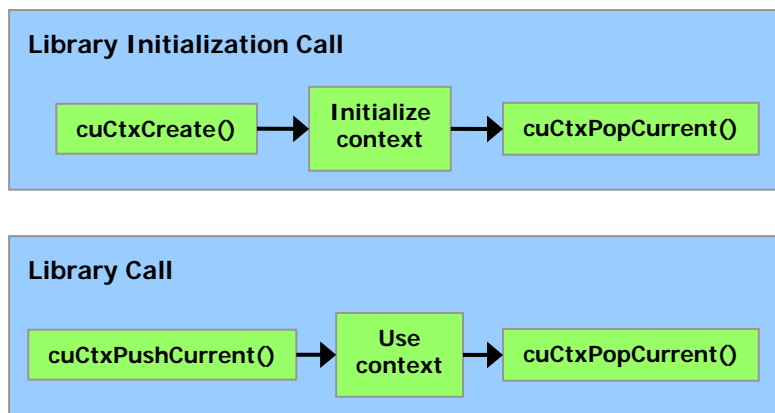 Library Initialization Call
cuCtxCreate()
Initialize
context
cuCtxPopCurrent()
Library Call
cuCtxPushCurrent()
Use
context
cuCtxPopCurrent()